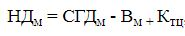 НДм = СГДм - Вм + Ктц